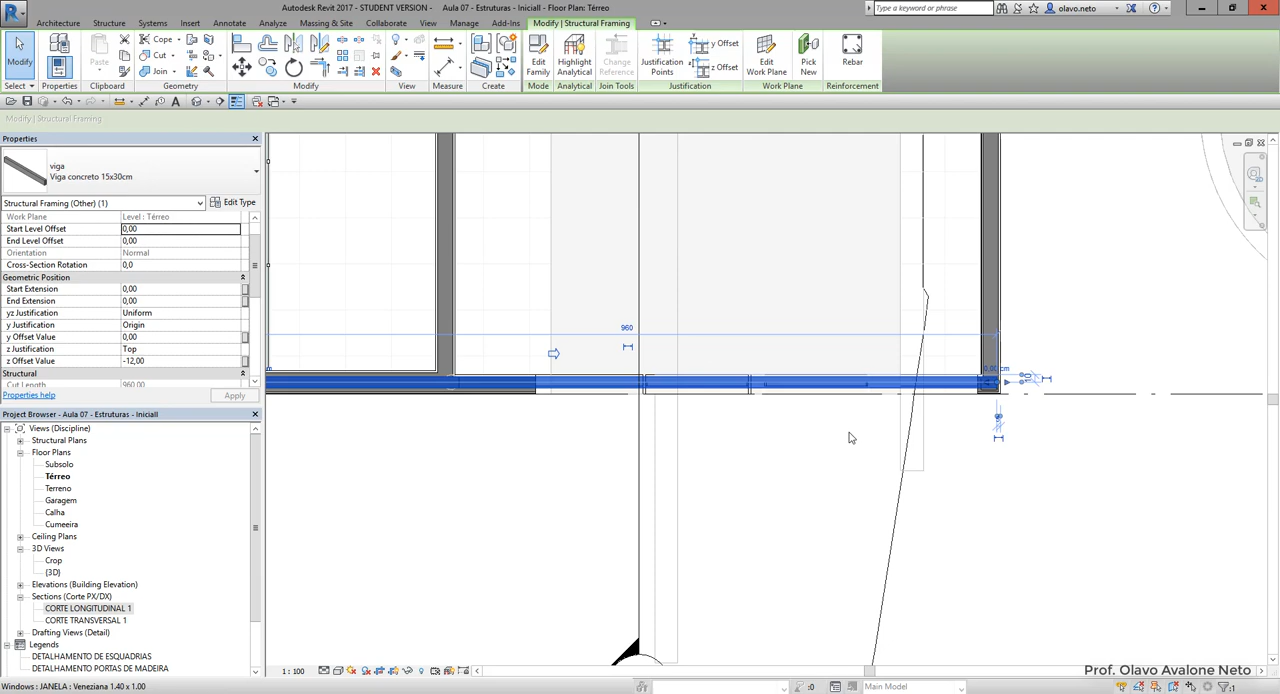 Autodesk Revit 2017 - STUDENT VERSION - Aula 07 - Estruturas - Iniciall - Floor Plan: Térreo
Type a keyword or phrase
olavo.neto
Architecture Structure Systems Insert Annotate Analyze Massing & Site Collaborate View Manage Add-Ins Modify | Structural Framing
Modify
Paste
Cope
Cut
Join
Edit Family
Highlight Analytical
Change Reference
Justification Points
y Offset
z Offset
Edit Work Plane
Pick New
Rebar
Select Properties Clipboard Geometry Modify View Measure Create Mode Analytical Join Tools Justification Work Plane Reinforcement
Modify | Structural Framing
Properties
viga
Viga concreto 15x30cm
Structural Framing (Other) (1)
Edit Type
Work Plane Level : Térreo
Start Level Offset 0,00
End Level Offset 0,00
Orientation Normal
Cross-Section Rotation 0,0
Geometric Position
Start Extension 0,00
End Extension 0,00
yz Justification Uniform
y Justification Origin
y Offset Value 0,00
z Justification Top
z Offset Value -12,00
Structural
Cut Length 960.00
Properties help
Apply
Project Browser - Aula 07 - Estruturas - Iniciall
Views (Discipline)
Structural Plans
Floor Plans
Subsolo
Térreo
Terreno
Garagem
Calha
Cumeeira
Ceiling Plans
3D Views
Crop
{3D}
Elevations (Building Elevation)
Sections (Corte PX/DX)
CORTE LONGITUDINAL 1
CORTE TRANSVERSAL 1
Drafting Views (Detail)
Legends
DETALHAMENTO DE ESQUADRIAS
DETALHAMENTO PORTAS DE MADEIRA
960
1 : 100
Prof. Olavo Avalone Neto
Windows : JANELA : Veneziana 1.40 x 1.00
:0
Main Model
:1